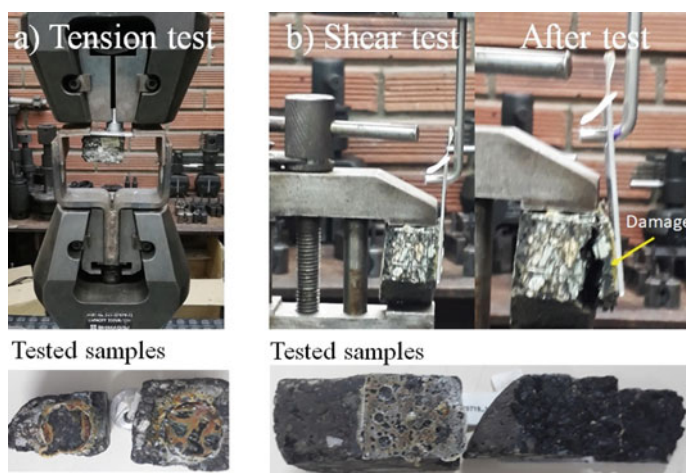 a) Tension test
b) Shear test
After test
Damage
Tested samples
Tested samples